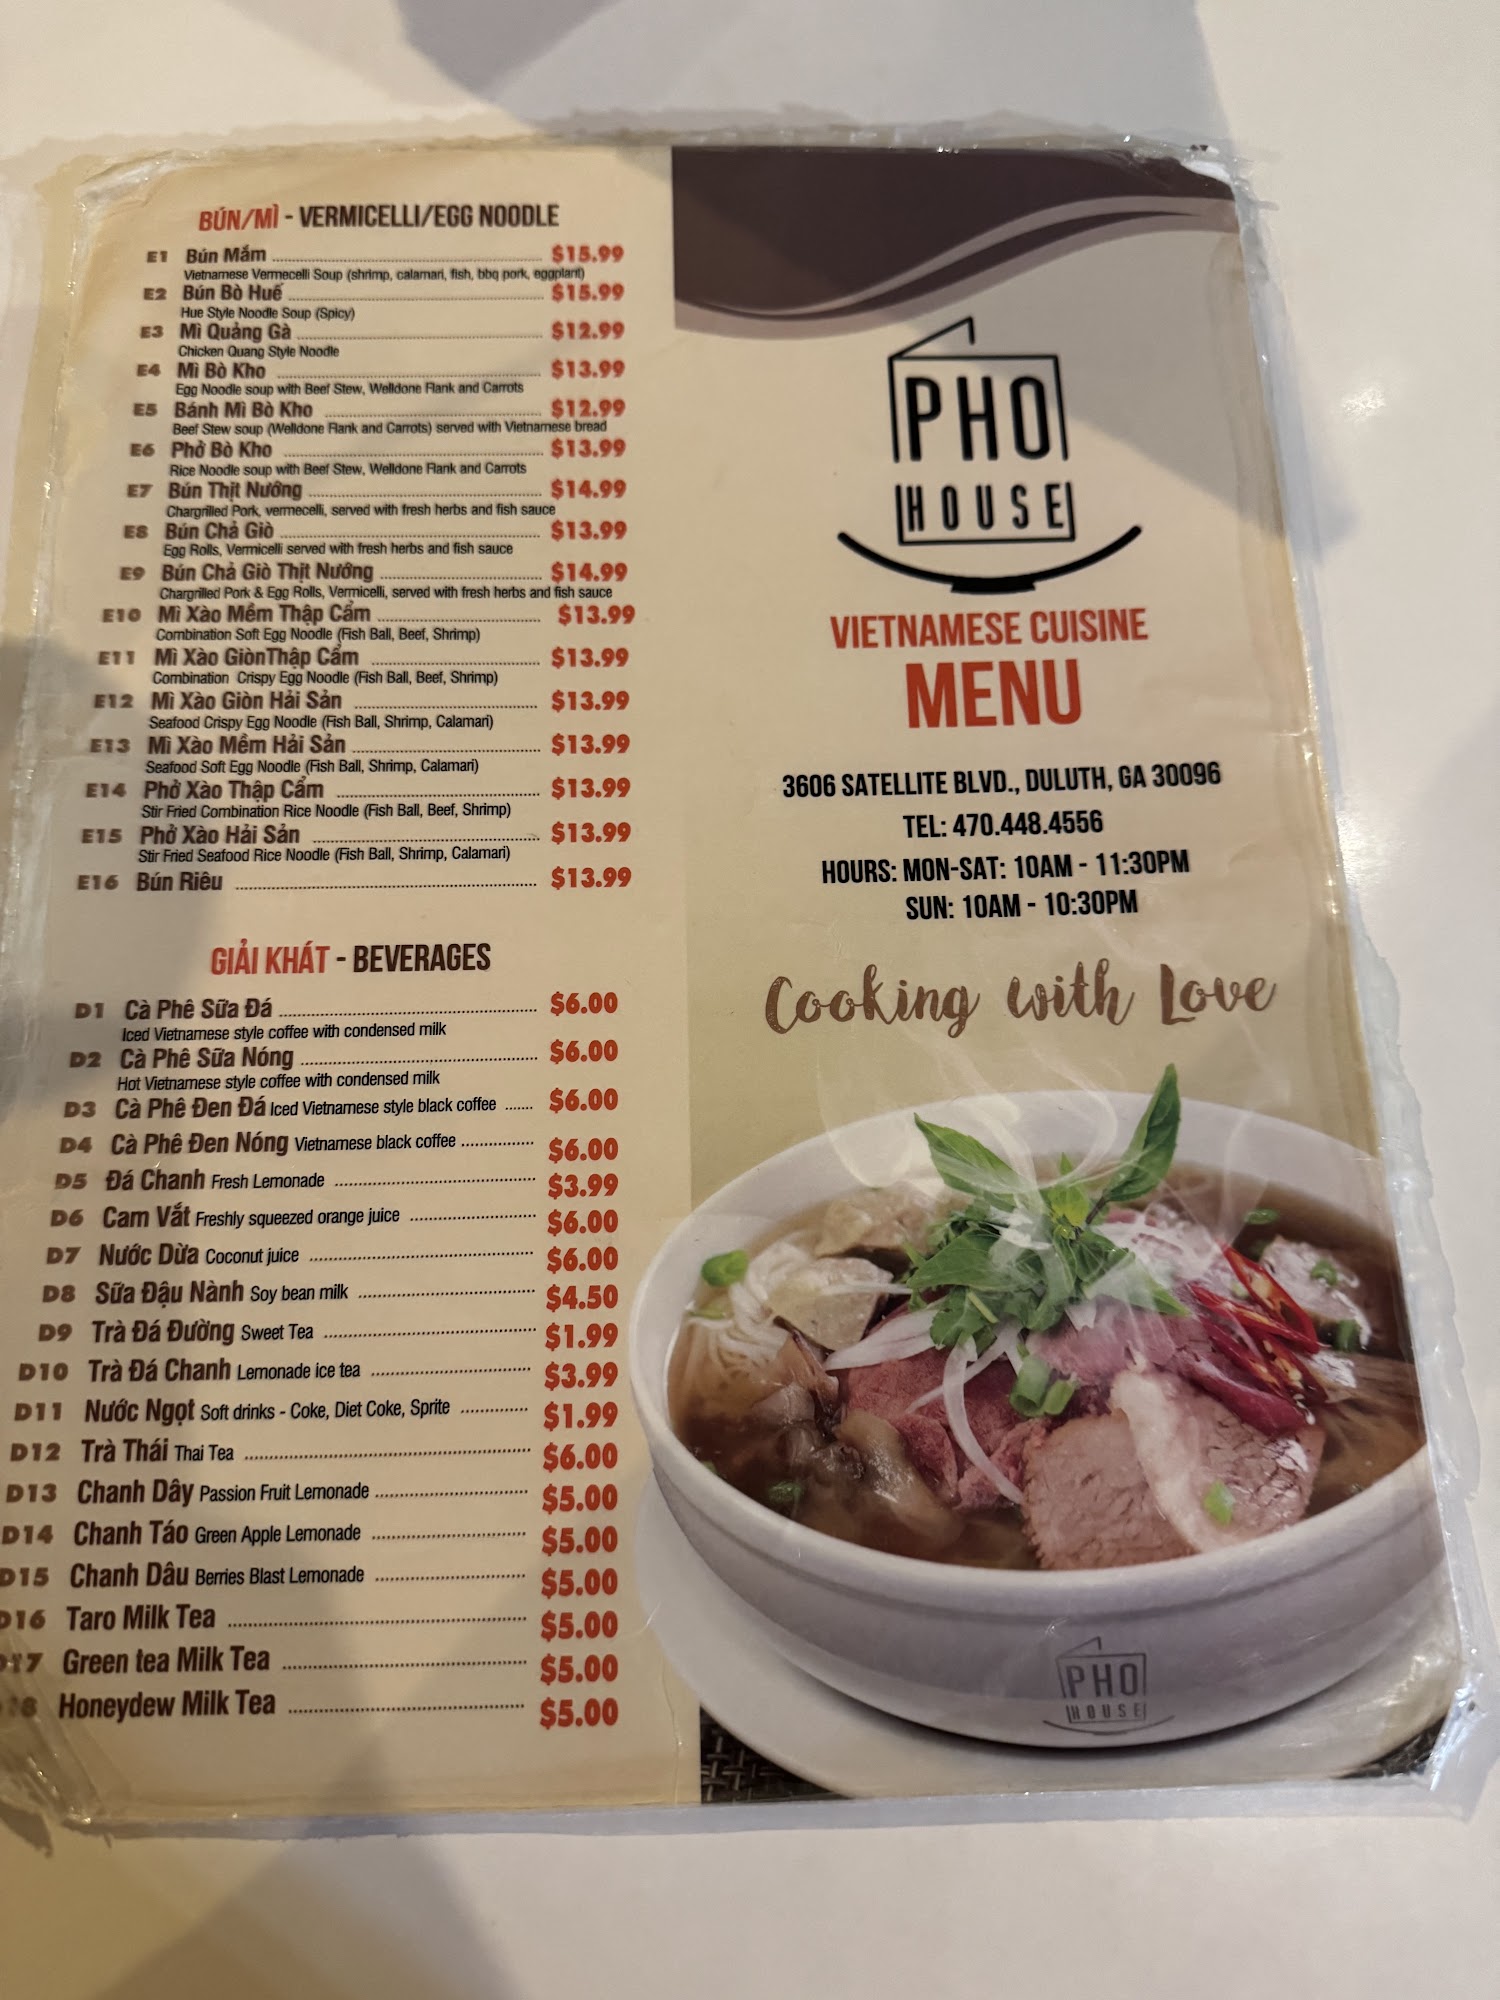 BÚN/MÌ - VERMICELLI/EGG NOODLE
E1 Bún Mắm $15.99
Vietnamese Vermecelli Soup (shrimp, calamari, fish, bbq pork, eggplant)
E2 Bún Bò Huế $15.99
Hue Style Noodle Soup (Spicy)
E3 Mì Quảng Gà $12.99
Chicken Quang Style Noodle
E4 Mì Bò Kho $13.99
Egg Noodle soup with Beef Stew, Welldone Flank and Carrots
E5 Bánh Mì Bò Kho $12.99
Beef Stew soup (Welldone Flank and Carrots) served with Vietnamese bread
E6 Phở Bò Kho $13.99
Rice Noodle soup with Beef Stew, Welldone Flank and Carrots
E7 Bún Thịt Nướng $14.99
Chargrilled Pork, vermecelli, served with fresh herbs and fish sauce
E8 Bún Chả Giò $13.99
Egg Rolls, Vermicelli served with fresh herbs and fish sauce
E9 Bún Chả Giò Thịt Nướng $14.99
Chargrilled Pork & Egg Rolls, Vermicelli, served with fresh herbs and fish sauce
E10 Mì Xào Mềm Thập Cẩm $13.99
Combination Soft Egg Noodle (Fish Ball, Beef, Shrimp)
E11 Mì Xào GiònThập Cẩm $13.99
Combination Crispy Egg Noodle (Fish Ball, Beef, Shrimp)
E12 Mì Xào Giòn Hải Sản $13.99
Seafood Crispy Egg Noodle (Fish Ball, Shrimp, Calamari)
E13 Mì Xào Mềm Hải Sản $13.99
Seafood Soft Egg Noodle (Fish Ball, Shrimp, Calamari)
E14 Phở Xào Thập Cẩm $13.99
Stir Fried Combination Rice Noodle (Fish Ball, Beef, Shrimp)
E15 Phở Xào Hải Sản $13.99
Stir Fried Seafood Rice Noodle (Fish Ball, Shrimp, Calamari)
E16 Bún Riêu $13.99
GIẢI KHÁT - BEVERAGES
D1 Cà Phê Sữa Đá $6.00
Iced Vietnamese style coffee with condensed milk
D2 Cà Phê Sữa Nóng $6.00
Hot Vietnamese style coffee with condensed milk
D3 Cà Phê Đen Đá Iced Vietnamese style black coffee $6.00
D4 Cà Phê Đen Nóng Vietnamese black coffee $6.00
D5 Đá Chanh Fresh Lemonade $3.99
D6 Cam Vắt Freshly squeezed orange juice $6.00
D7 Nước Dừa Coconut juice $6.00
D8 Sữa Đậu Nành Soy bean milk $4.50
D9 Trà Đá Đường Sweet Tea $1.99
D10 Trà Đá Chanh Lemonade ice tea $3.99
D11 Nước Ngọt Soft drinks - Coke, Diet Coke, Sprite $1.99
D12 Trà Thái Thai Tea $6.00
D13 Chanh Dây Passion Fruit Lemonade $5.00
D14 Chanh Táo Green Apple Lemonade $5.00
D15 Chanh Dâu Berries Blast Lemonade $5.00
D16 Taro Milk Tea $5.00
D17 Green tea Milk Tea $5.00
Honeydew Milk Tea $5.00
PHO
HOUSE
VIETNAMESE CUISINE
MENU
3606 SATELLITE BLVD., DULUTH, GA 30096
TEL: 470.448.4556
HOURS: MON-SAT: 10AM - 11:30PM
SUN: 10AM - 10:30PM
Cooking with Love
PHO
HOUSE